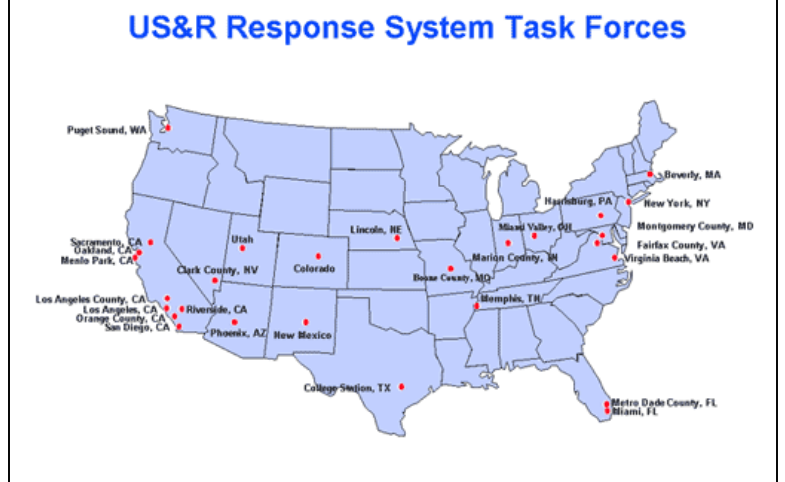 US&R Response System Task Forces
Puget Sound, WA
Beverly, MA
Harrisburg, PA
New York, NY
Lincoln, NE
Miami Valley, OH
Montgomery County, MD
Sacramento, CA
Utah
Fairfax County, VA
Oakland, CA
Menlo Park, CA
Marion County, IN
Virginia Beach, VA
Clark County, NV
Colorado
Boone County, MO
Los Angeles County, CA
Memphis, TN
Los Angeles, CA
Riverside, CA
Orange County, CA
San Diego, CA
Phoenix, AZ
New Mexico
College Station, TX
Metro Dade County, FL
Miami, FL